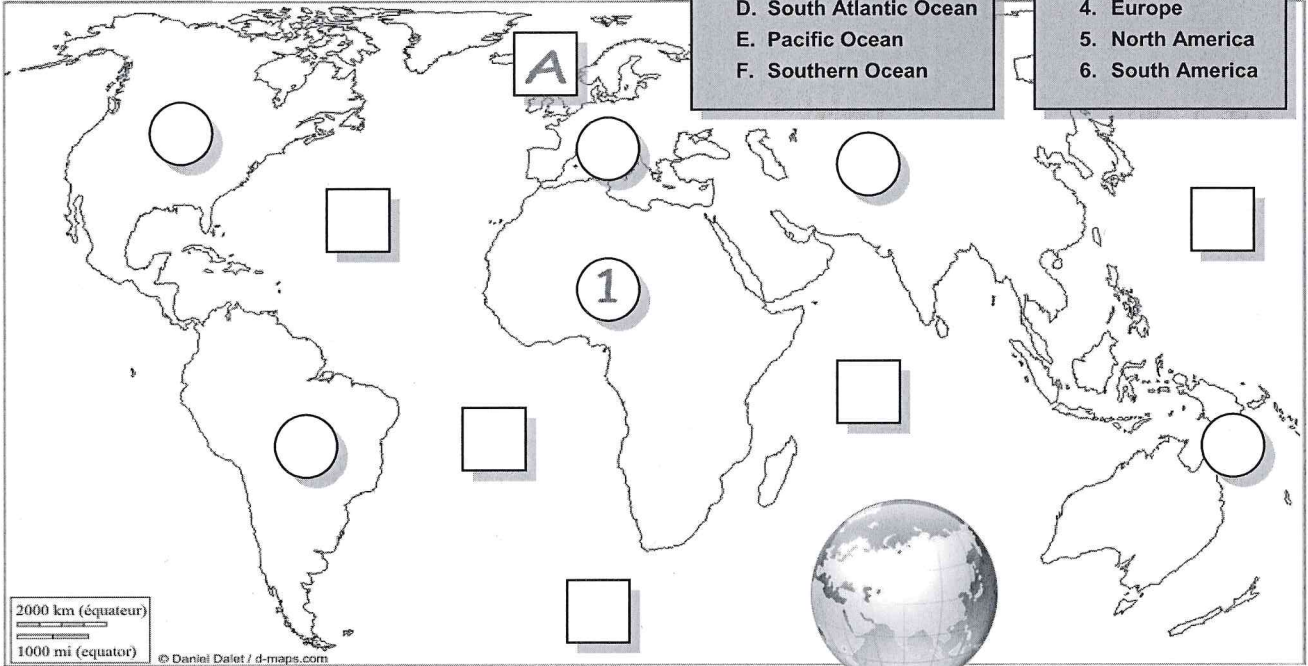 D. South Atlantic Ocean
E. Pacific Ocean
F. Southern Ocean
4. Europe
5. North America
6. South America
A
1
2000 km (équateur)
1000 mi (equator)
© Daniel Dalet / d-maps.com